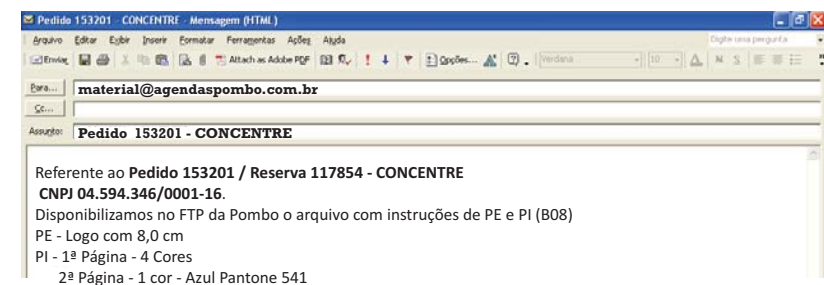 Pedido 153201 - CONCENTRE - Mensagem (HTML)
Arquivo Editar Exibir Inserir Formatar Ferramentas Ações Ajuda Digite uma pergunta
Enviar Attach as Adobe PDF Opções... Verdana 10 N S
Para... material@agendaspombo.com.br
Cc...
Assunto: Pedido 153201 - CONCENTRE
Referente ao Pedido 153201 / Reserva 117854 - CONCENTRE
CNPJ 04.594.346/0001-16.
Disponibilizamos no FTP da Pombo o arquivo com instruções de PE e PI (B08)
PE - Logo com 8,0 cm
PI - 1ª Página - 4 Cores
2ª Página - 1 cor - Azul Pantone 541